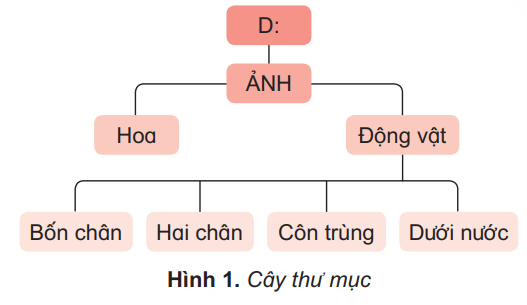 D:
ẢNH
Hoa
Động vật
Bốn chân
Hai chân
Côn trùng
Dưới nước
Hình 1. Cây thư mục